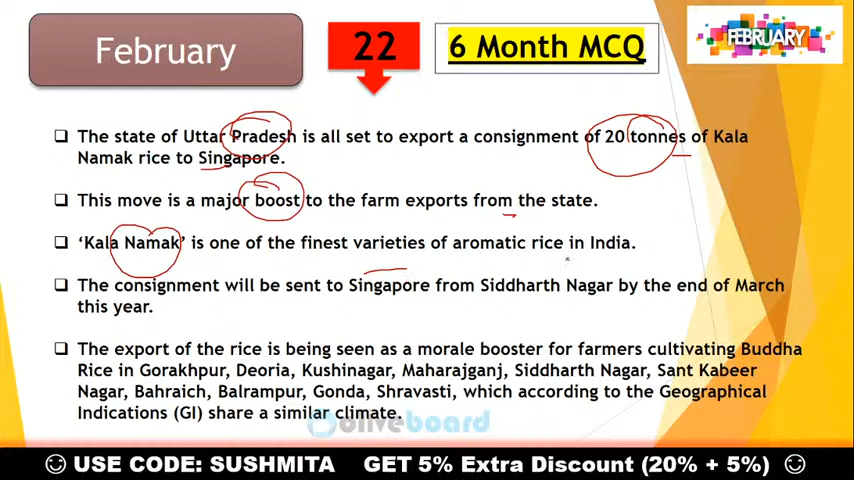 February
22
6 Month MCQ
FEBRUARY
❑ The state of Uttar Pradesh is all set to export a consignment of 20 tonnes of Kala
Namak rice to Singapore.
❑ This move is a major boost to the farm exports from the state.
❑ ‘Kala Namak’ is one of the finest varieties of aromatic rice in India.
❑ The consignment will be sent to Singapore from Siddharth Nagar by the end of March
this year.
❑ The export of the rice is being seen as a morale booster for farmers cultivating Buddha
Rice in Gorakhpur, Deoria, Kushinagar, Maharajganj, Siddharth Nagar, Sant Kabeer
Nagar, Bahraich, Balrampur, Gonda, Shravasti, which according to the Geographical
Indications (GI) share a similar climate.
oliveboard
☺ USE CODE: SUSHMITA GET 5% Extra Discount (20% + 5%) ☺